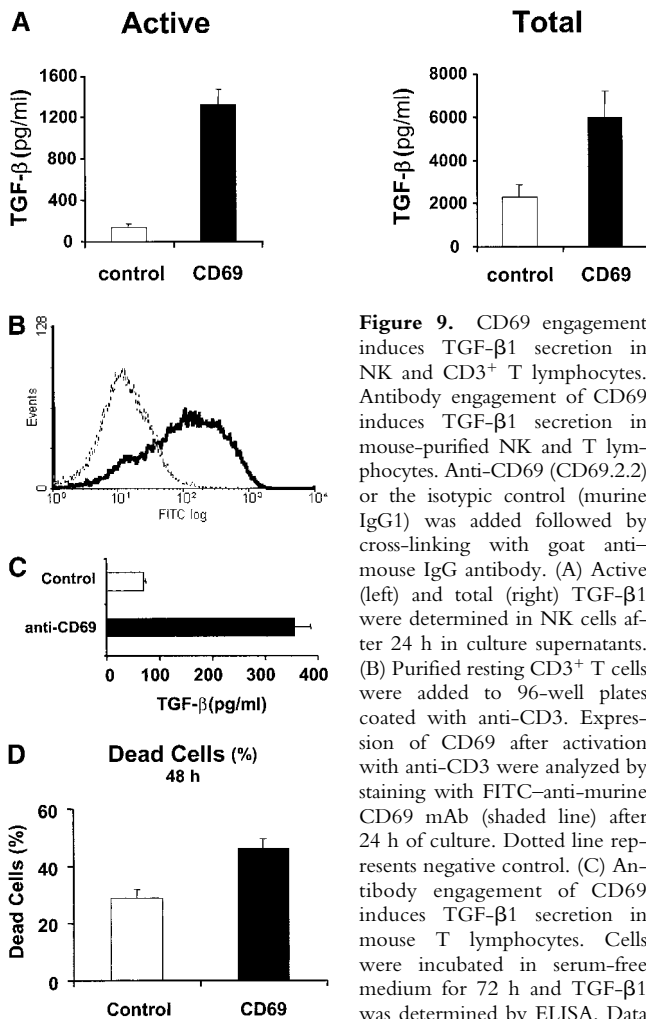 A
Active
Total
TGF-β (pg/ml)
1600
1200
800
400
0
control
CD69
TGF-β (pg/ml)
8000
6000
4000
2000
0
control
CD69
B
128
Events
0
10⁰
10¹
10²
10³
10⁴
FITC log
C
Control
anti-CD69
0
100
200
300
400
TGF-β(pg/ml)
D
Dead Cells (%)
48 h
Dead Cells (%)
60
40
20
0
Control
CD69
Figure 9. CD69 engagement
induces TGF-β1 secretion in
NK and CD3⁺ T lymphocytes.
Antibody engagement of CD69
induces TGF-β1 secretion in
mouse-purified NK and T lym-
phocytes. Anti-CD69 (CD69.2.2)
or the isotypic control (murine
IgG1) was added followed by
cross-linking with goat anti–
mouse IgG antibody. (A) Active
(left) and total (right) TGF-β1
were determined in NK cells af-
ter 24 h in culture supernatants.
(B) Purified resting CD3⁺ T cells
were added to 96-well plates
coated with anti-CD3. Expres-
sion of CD69 after activation
with anti-CD3 were analyzed by
staining with FITC–anti-murine
CD69 mAb (shaded line) after
24 h of culture. Dotted line rep-
resents negative control. (C) An-
tibody engagement of CD69
induces TGF-β1 secretion in
mouse T lymphocytes. Cells
were incubated in serum-free
medium for 72 h and TGF-β1
was determined by ELISA. Data